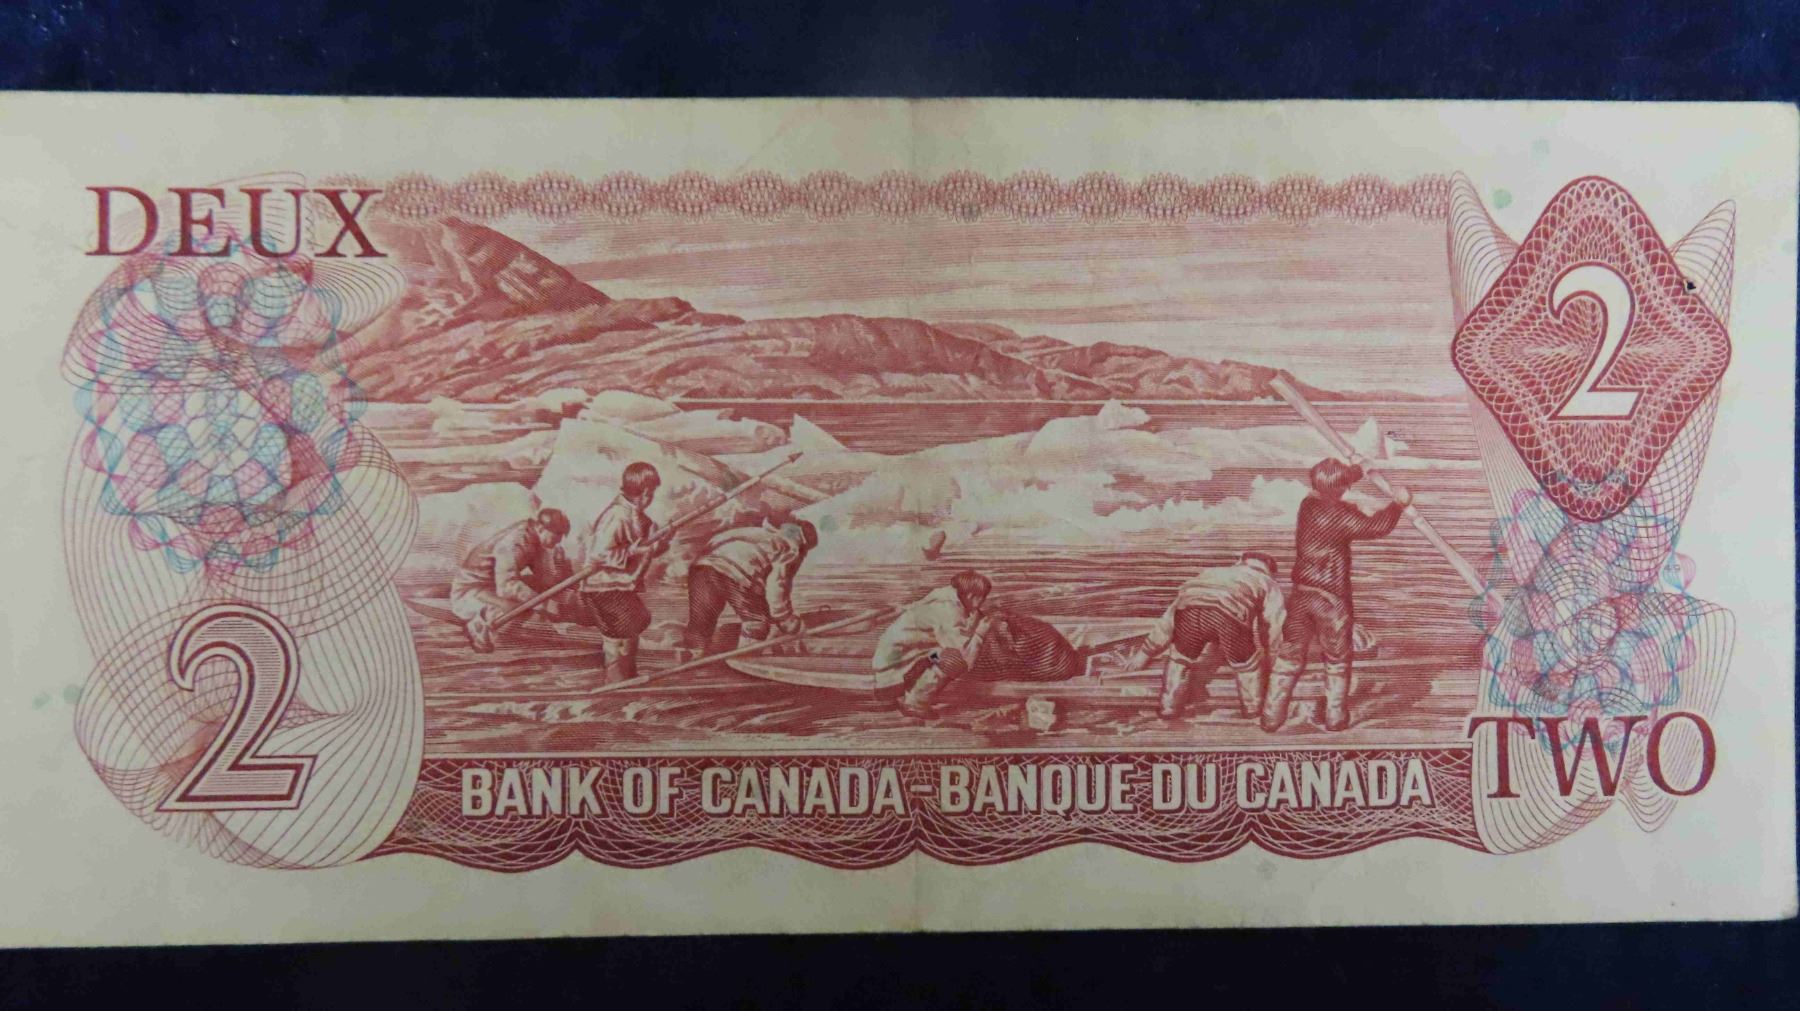 DEUX
2
2
BANK OF CANADA-BANQUE DU CANADA
TWO